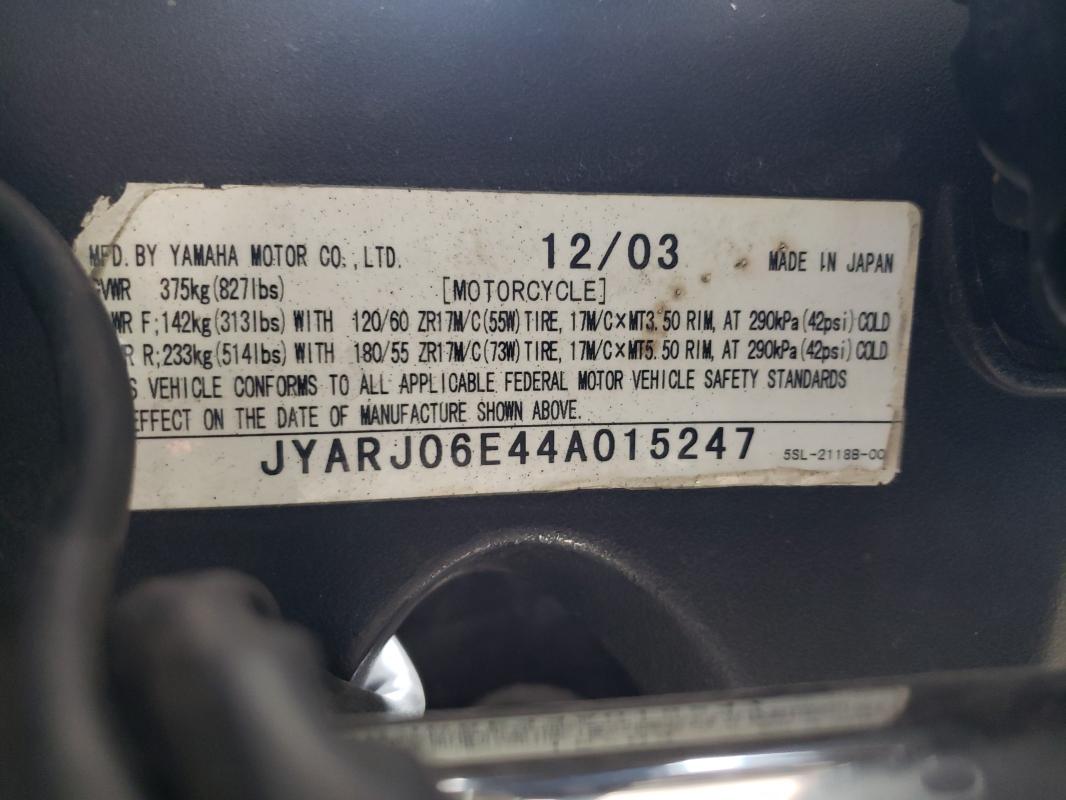 MFD. BY YAMAHA MOTOR CO., LTD. 12/03 MADE IN JAPAN
GVWR 375kg(827lbs) [MOTORCYCLE]
WR F;142kg(313lbs) WITH 120/60 ZR17M/C(55W)TIRE, 17M/C×MT3.50 RIM, AT 290kPa(42psi)COLD
R R;233kg(514lbs) WITH 180/55 ZR17M/C(73W)TIRE, 17M/C×MT5.50 RIM, AT 290kPa(42psi)COLD
S VEHICLE CONFORMS TO ALL APPLICABLE FEDERAL MOTOR VEHICLE SAFETY STANDARDS
EFFECT ON THE DATE OF MANUFACTURE SHOWN ABOVE.
JYARJ06E44A015247 5SL-2118B-00